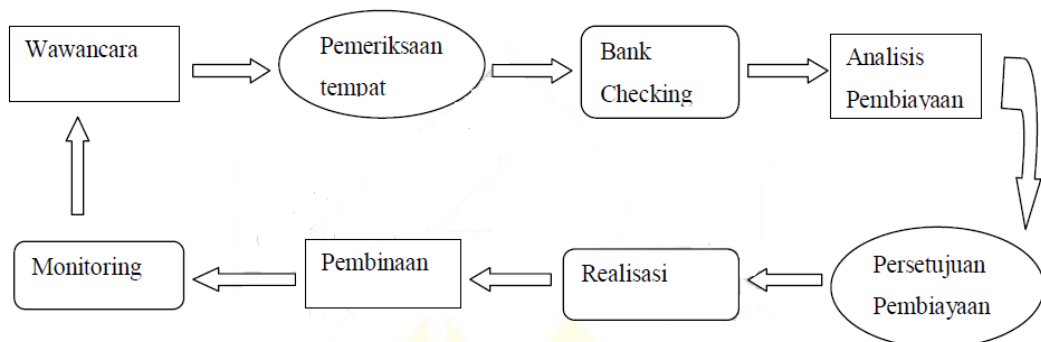 Wawancara
Pemeriksaan
tempat
Bank
Checking
Analisis
Pembiayaan
Monitoring
Pembinaan
Realisasi
Persetujuan
Pembiayaan